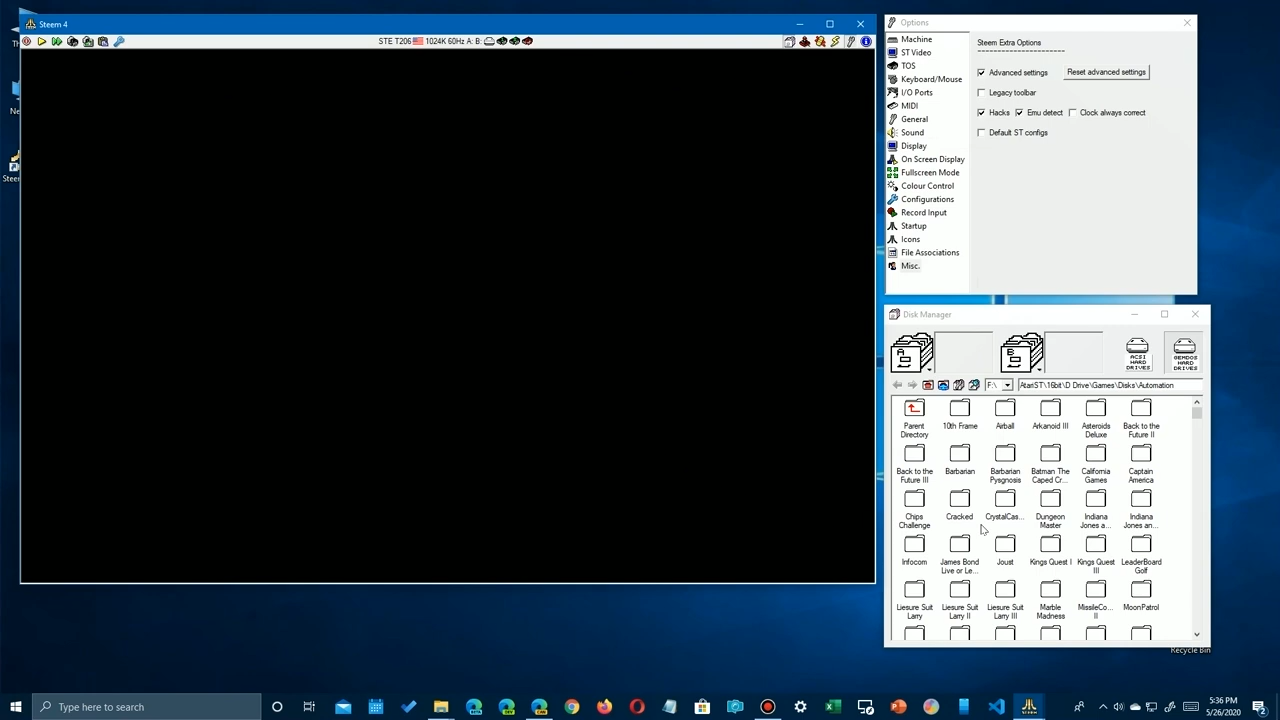 Steem 4
STE T206 1024K 60Hz A: B:
Options
Machine
ST Video
TOS
Keyboard/Mouse
I/O Ports
MIDI
General
Sound
Display
On Screen Display
Fullscreen Mode
Colour Control
Configurations
Record Input
Startup
Icons
File Associations
Misc.
Steem Extra Options
----------------------
Advanced settings
Reset advanced settings
Legacy toolbar
Hacks Emu detect Clock always correct
Default ST configs
Disk Manager
A
B
ACSI
HARD
DRIVES
GEMDOS
HARD
DRIVES
F:\ AtariST\16bit\D Drive\Games\Disks\Automation
Parent
Directory
10th Frame
Airball
Arkanoid III
Asteroids
Deluxe
Back to the
Future II
Back to the
Future III
Barbarian
Barbarian
Pysgnosis
Batman The
Caped Cr...
California
Games
Captain
America
Chips
Challenge
Cracked
CrystalCas...
Dungeon
Master
Indiana
Jones a...
Indiana
Jones an...
Infocom
James Bond
Live or Le...
Joust
Kings Quest I
Kings Quest
III
LeaderBoard
Golf
Liesure Suit
Larry
Liesure Suit
Larry II
Liesure Suit
Larry III
Marble
Madness
MissileCo...
II
MoonPatrol
Recycle Bin
Type here to search
5:36 PM
5/26/2020